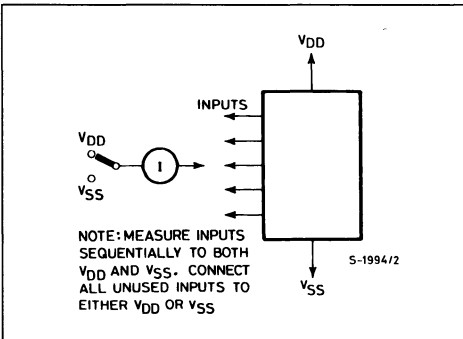 VDD
INPUTS
VDD
I
VSS
NOTE: MEASURE INPUTS
SEQUENTIALLY TO BOTH
VDD AND VSS. CONNECT
ALL UNUSED INPUTS TO
EITHER VDD OR VSS
S-1994/2
VSS